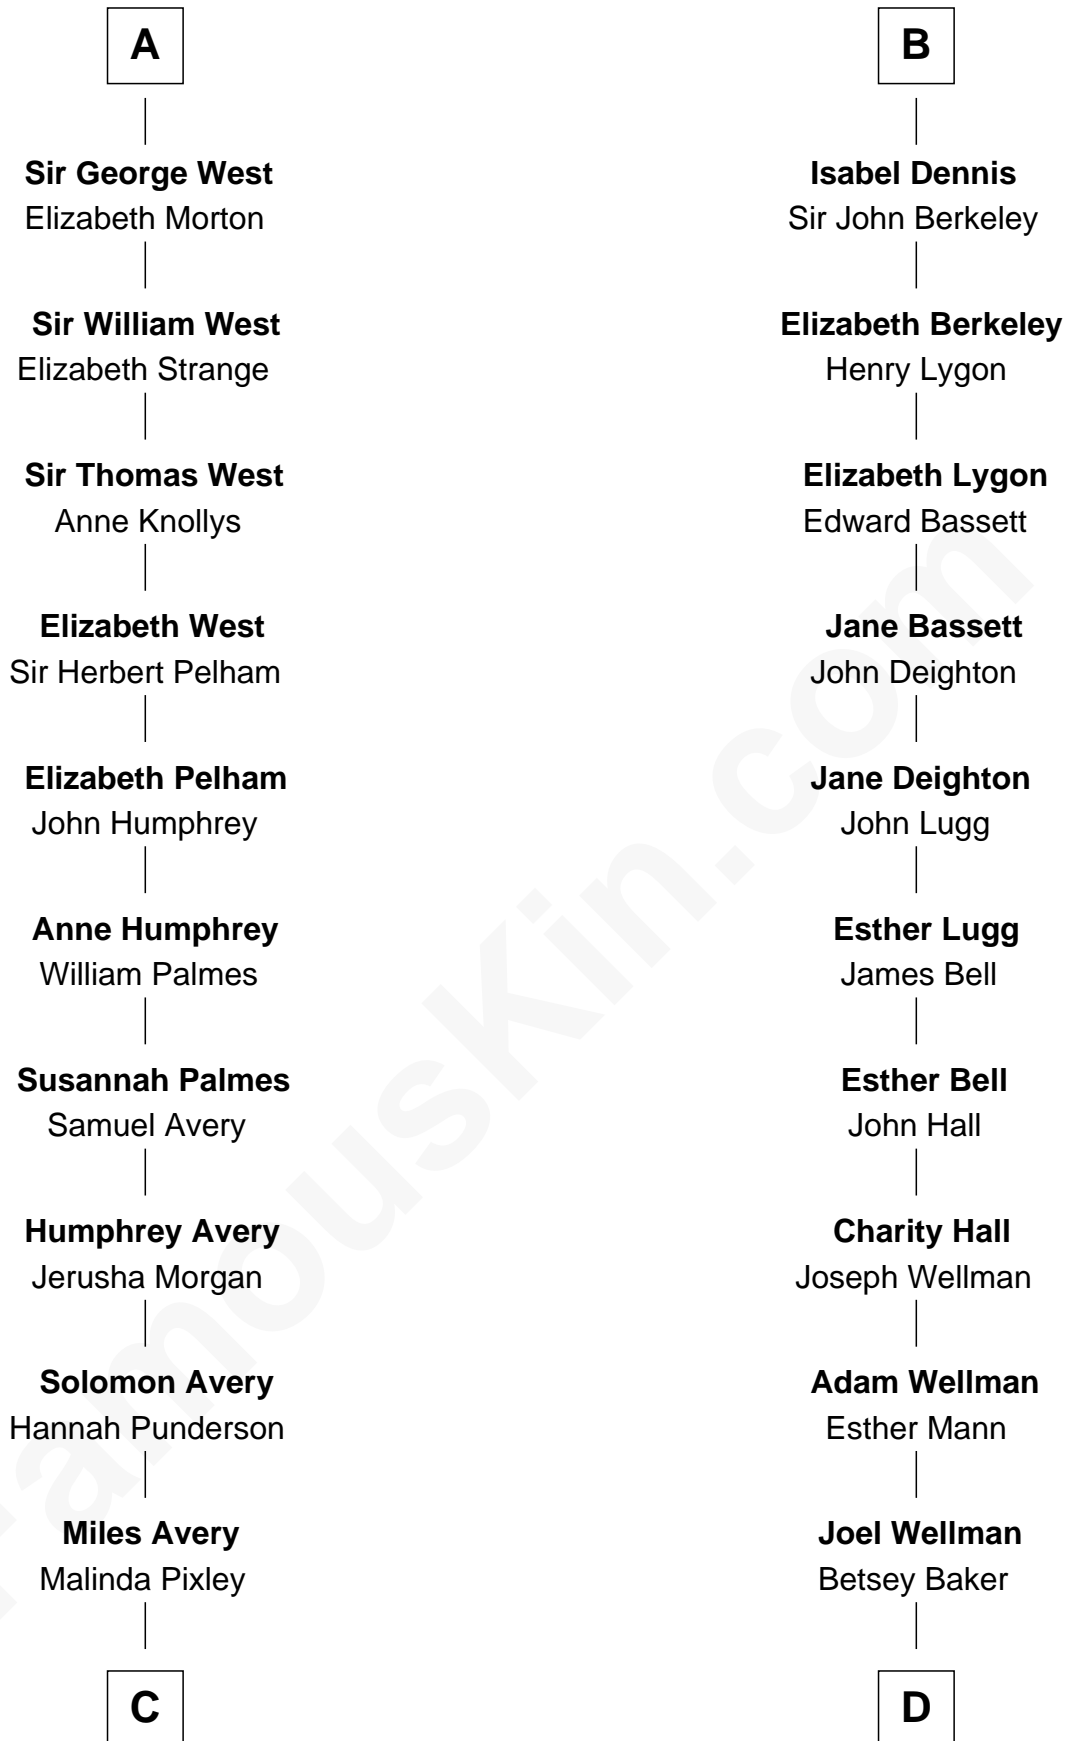 A
Sir George West
Elizabeth Morton
Sir William West
Elizabeth Strange
Sir Thomas West
Anne Knollys
Elizabeth West
Sir Herbert Pelham
Elizabeth Pelham
John Humphrey
Anne Humphrey
William Palmes
Susannah Palmes
Samuel Avery
Humphrey Avery
Jerusha Morgan
Solomon Avery
Hannah Punderson
Miles Avery
Malinda Pixley
C
B
Isabel Dennis
Sir John Berkeley
Elizabeth Berkeley
Henry Lygon
Elizabeth Lygon
Edward Bassett
Jane Bassett
John Deighton
Jane Deighton
John Lugg
Esther Lugg
James Bell
Esther Bell
John Hall
Charity Hall
Joseph Wellman
Adam Wellman
Esther Mann
Joel Wellman
Betsey Baker
D
FamousKin.com